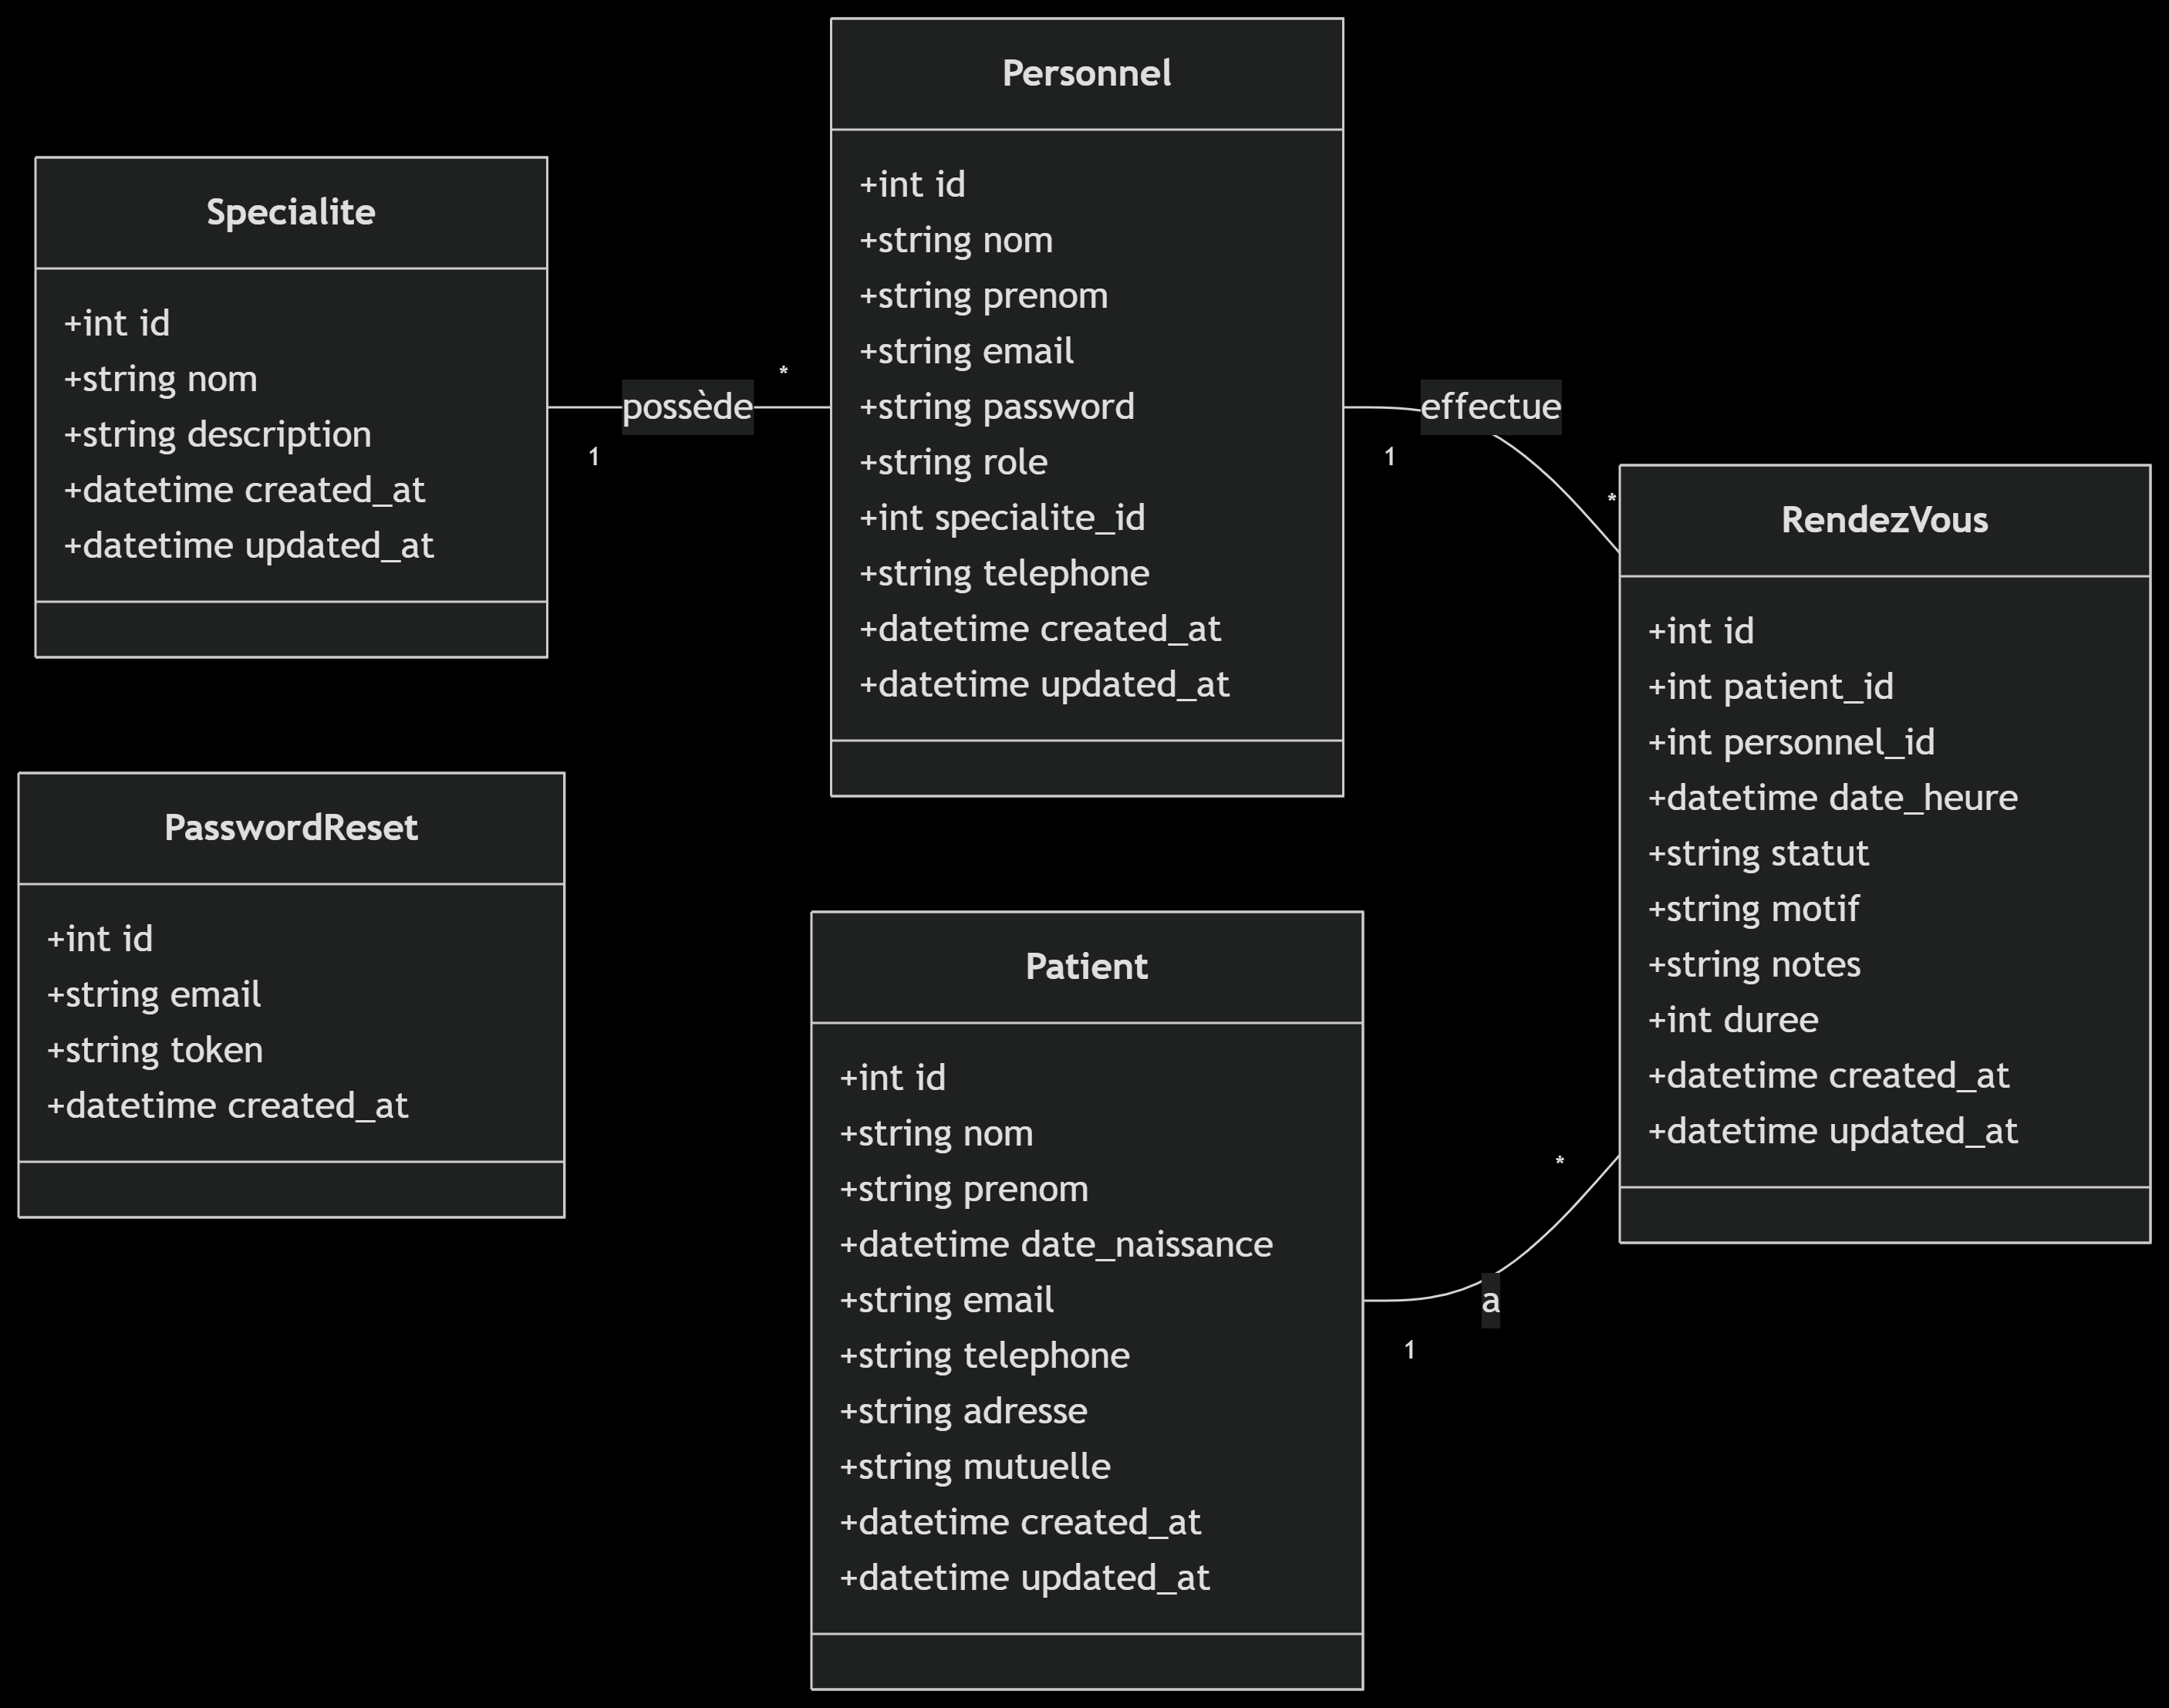 Specialite
+int id
+string nom
+string description
+datetime created_at
+datetime updated_at
1
possède
*
Personnel
+int id
+string nom
+string prenom
+string email
+string password
+string role
+int specialite_id
+string telephone
+datetime created_at
+datetime updated_at
1
effectue
*
RendezVous
+int id
+int patient_id
+int personnel_id
+datetime date_heure
+string statut
+string motif
+string notes
+int duree
+datetime created_at
+datetime updated_at
PasswordReset
+int id
+string email
+string token
+datetime created_at
Patient
+int id
+string nom
+string prenom
+datetime date_naissance
+string email
+string telephone
+string adresse
+string mutuelle
+datetime created_at
+datetime updated_at
1
a
*